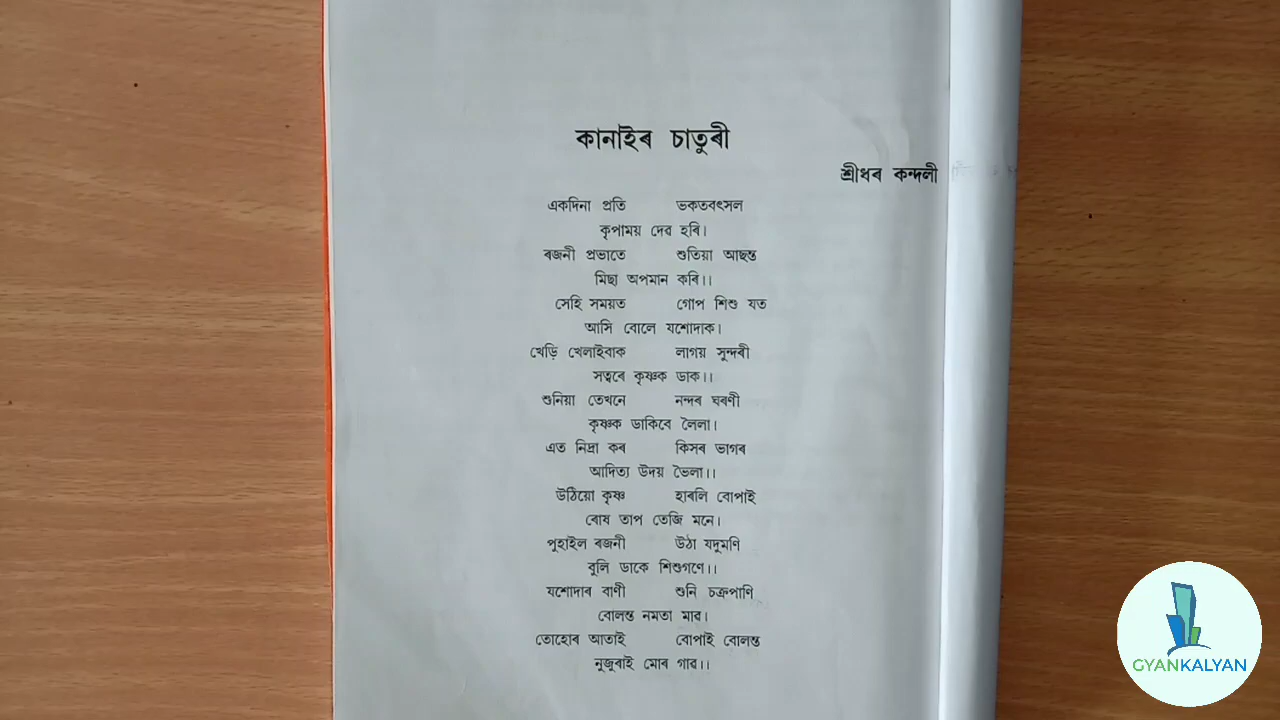 কানাইৰ চাতুৰী
শ্ৰীধৰ কন্দলী
একদিনা প্ৰতি ভকতবৎসল
কৃপাময় দেৱ হৰি।
ৰজনী প্ৰভাতে শুতিয়া আছন্ত
মিছা অপমান কৰি।।
সেহি সময়ত গোপ শিশু যত
আসি বোলে যশোদাক।
খেড়ি খেলাইবাক লাগয় সুন্দৰী
সত্বৰে কৃষ্ণক ডাক।।
শুনিয়া তেখনে নন্দৰ ঘৰণী
কৃষ্ণক ডাকিবে লৈলা।
এত নিদ্ৰা কৰ কিসৰ ভাগৰ
আদিত্য উদয় ভৈলা।।
উঠিয়ো কৃষ্ণ হাৰলি বোপাই
ৰোষ তাপ তেজি মনে।
পুহাইল ৰজনী উঠা যদুমণি
বুলি ডাকে শিশুগণে।।
যশোদাৰ বাণী শুনি চক্ৰপাণি
বোলন্ত নমতা মাৱ।
তোহোৰ আতাই বোপাই বোলন্ত
নুজুৰাই মোৰ গাৱ।।
GYANKALYAN